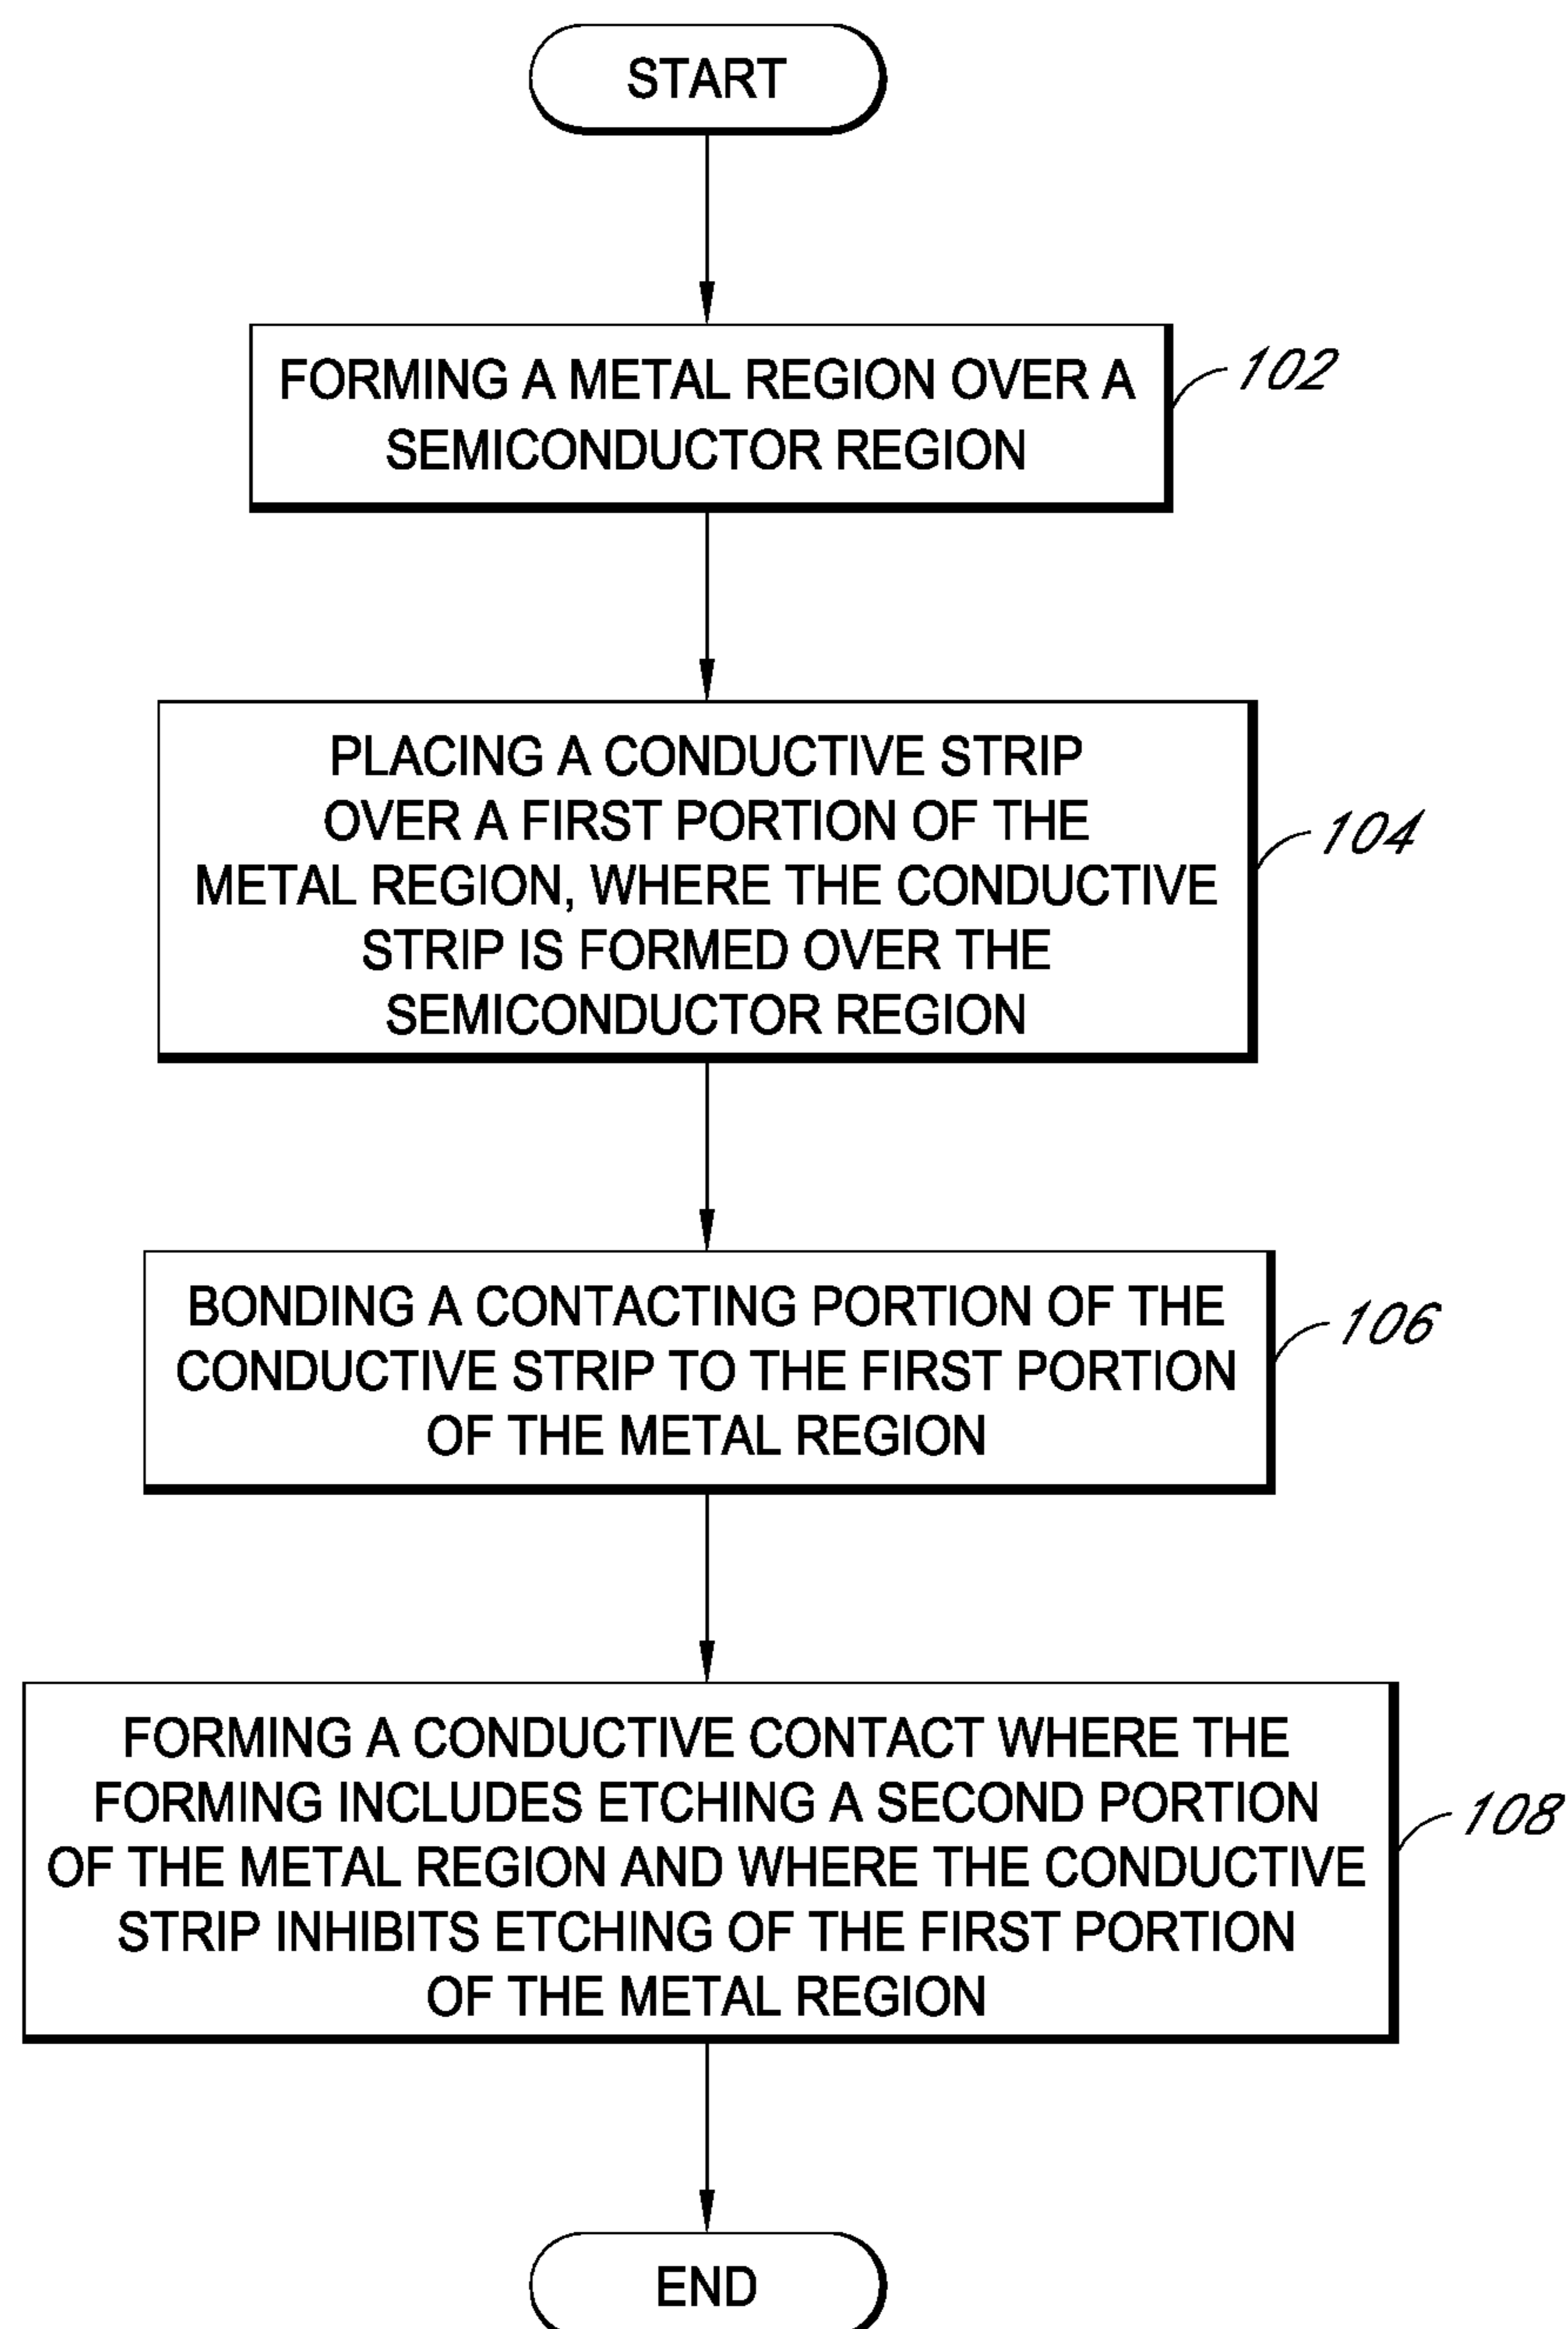 START
FORMING A METAL REGION OVER A
SEMICONDUCTOR REGION
102
PLACING A CONDUCTIVE STRIP
OVER A FIRST PORTION OF THE
METAL REGION, WHERE THE CONDUCTIVE
STRIP IS FORMED OVER THE
SEMICONDUCTOR REGION
104
BONDING A CONTACTING PORTION OF THE
CONDUCTIVE STRIP TO THE FIRST PORTION
OF THE METAL REGION
106
FORMING A CONDUCTIVE CONTACT WHERE THE
FORMING INCLUDES ETCHING A SECOND PORTION
OF THE METAL REGION AND WHERE THE CONDUCTIVE
STRIP INHIBITS ETCHING OF THE FIRST PORTION
OF THE METAL REGION
108
END